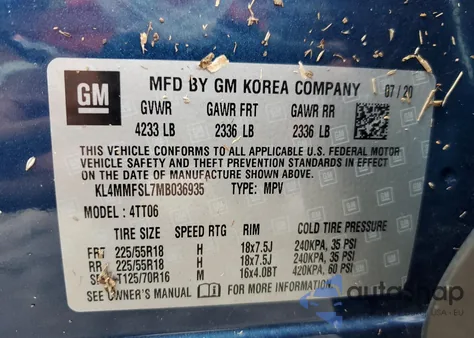 GM
MFD BY GM KOREA COMPANY 07/20
GVWR GAWR FRT GAWR RR
4233 LB 2336 LB 2336 LB
THIS VEHICLE CONFORMS TO ALL APPLICABLE U.S. FEDERAL MOTOR
VEHICLE SAFETY AND THEFT PREVENTION STANDARDS IN EFFECT ON
THE DATE OF MANUFACTURE SHOWN ABOVE.
KL4MMFSL7MB036935 TYPE: MPV
MODEL: 4TT06
TIRE SIZE SPEED RTG RIM COLD TIRE PRESSURE
FRT 225/55R18 H 18x7.5J 240KPA, 35 PSI
RR 225/55R18 H 18x7.5J 240KPA, 35 PSI
T125/70R16 M 16x4.0BT 420KPA, 60 PSI
SEE OWNER'S MANUAL FOR MORE INFORMATION
autoshap